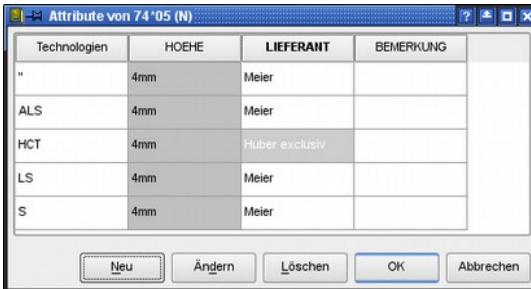 Attribute von 74*05 (N)
Technologien HOEHE LIEFERANT BEMERKUNG
" 4mm Meier
ALS 4mm Meier
HCT 4mm Huber exclusiv
LS 4mm Meier
S 4mm Meier
Neu Ändern Löschen OK Abbrechen